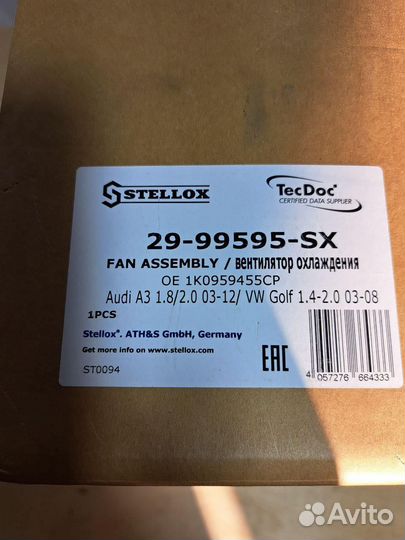 STELLOX
TecDoc®
CERTIFIED DATA SUPPLIER
29-99595-SX
FAN ASSEMBLY / вентилятор охлаждения
OE 1K0959455CP
Audi A3 1.8/2.0 03-12/ VW Golf 1.4-2.0 03-08
1PCS
Stellox®. ATH&S GmbH, Germany
Get more info on www.stellox.com
ST0094
EAC
4 057276 664333
Avito